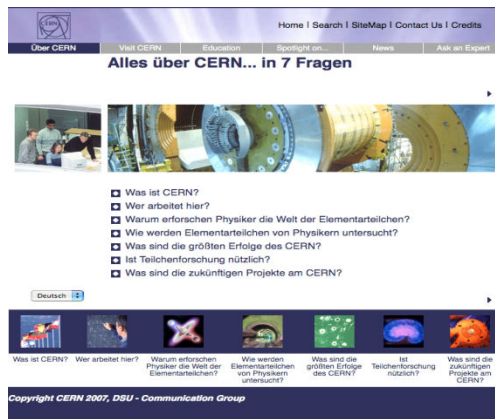 CERN
Home | Search | SiteMap | Contact Us | Credits
Über CERN Visit CERN Education Spotlight on... News Ask an Expert
Alles über CERN... in 7 Fragen
Was ist CERN?
Wer arbeitet hier?
Warum erforschen Physiker die Welt der Elementarteilchen?
Wie werden Elementarteilchen von Physikern untersucht?
Was sind die größten Erfolge des CERN?
Ist Teilchenforschung nützlich?
Was sind die zukünftigen Projekte am CERN?
Deutsch
Was ist CERN?
Wer arbeitet hier?
Warum erforschen
Physiker die Welt der
Elementarteilchen?
Wie werden
Elementarteilchen
von Physikern
untersucht?
Was sind die
größten Erfolge
des CERN?
Ist
Teilchenforschung
nützlich?
Was sind die
zukünftigen
Projekte am
CERN?
Copyright CERN 2007, DSU - Communication Group